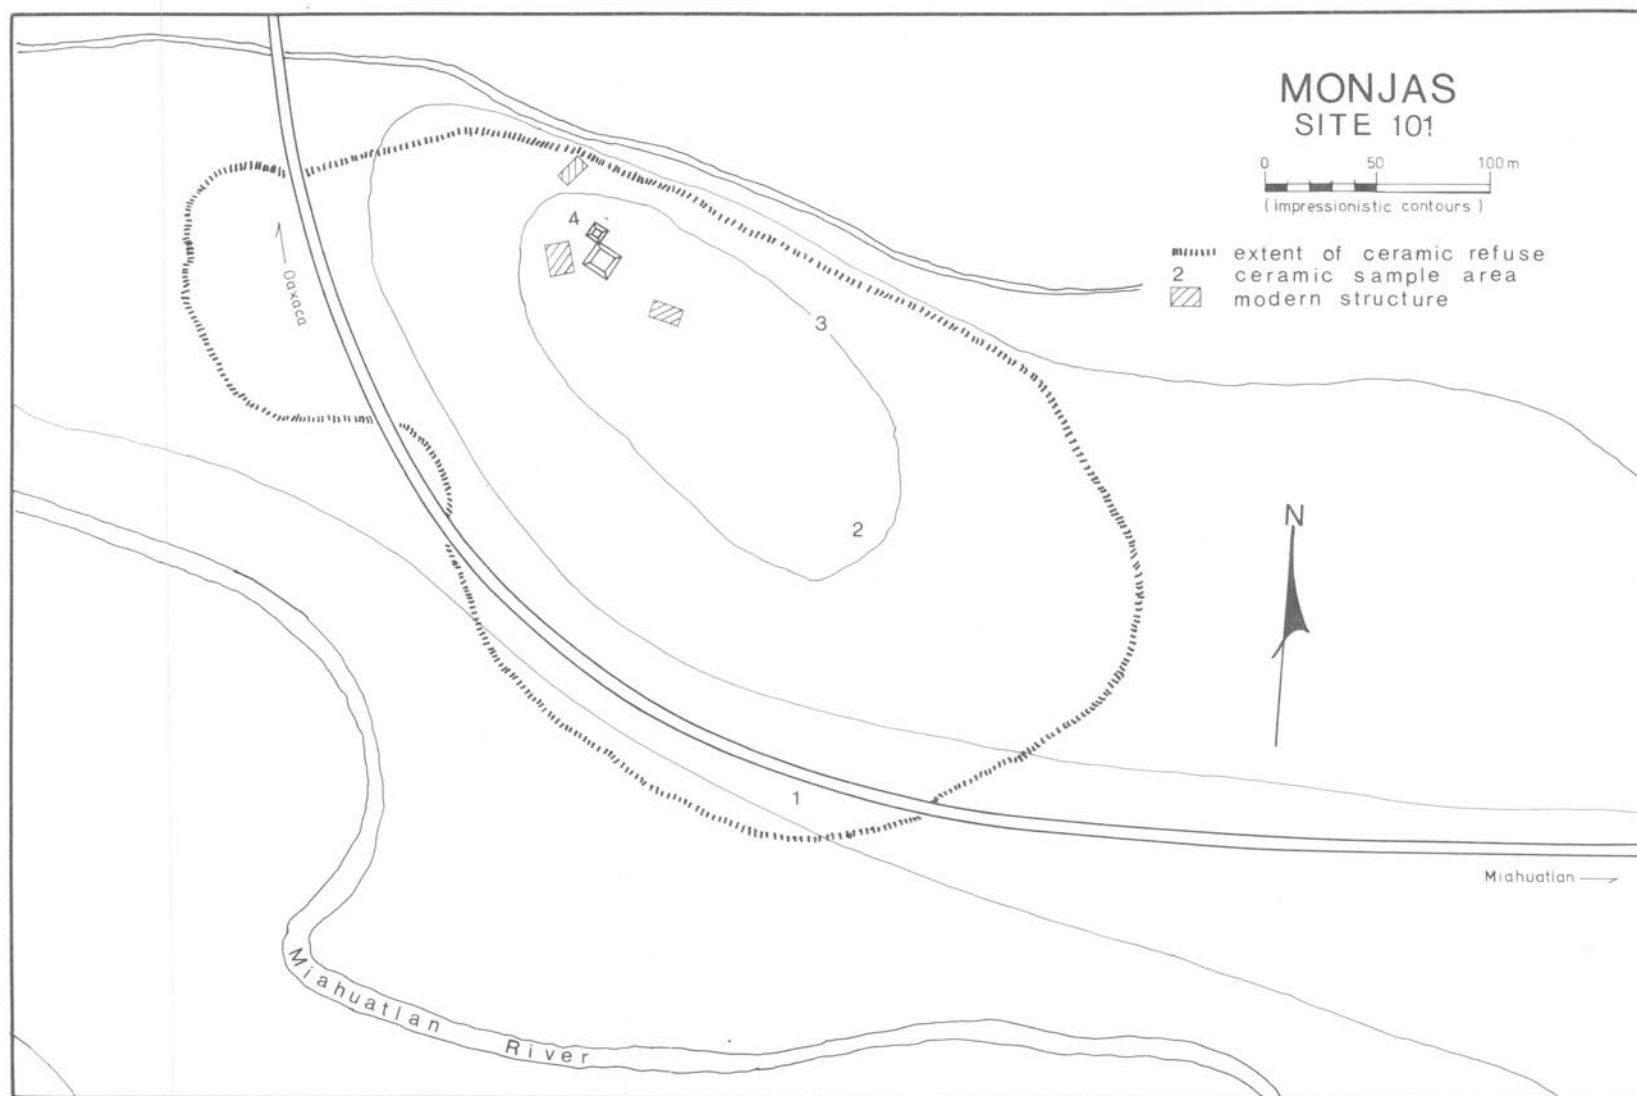 MONJAS
SITE 101
0 50 100 m
( impressionistic contours )
extent of ceramic refuse
2 ceramic sample area
modern structure
4
Oaxaca
3
2
N
1
Miahuatlan
Miahuatlan River